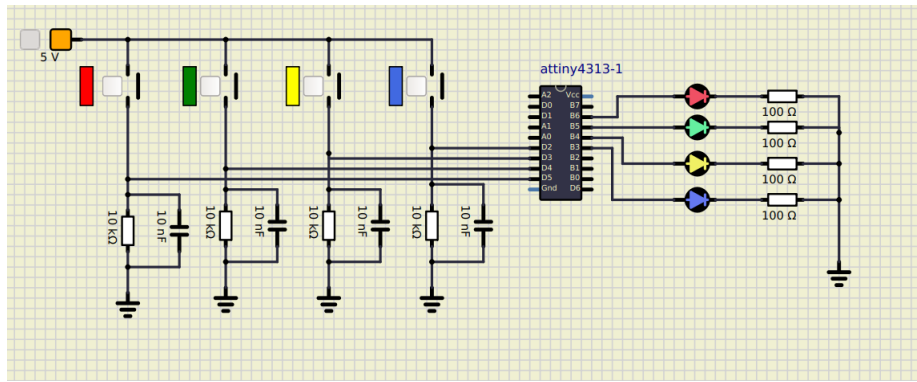 5 V
attiny4313-1
A2 Vcc
D0 B7
D1 B6
A1 B5
A0 B4
D2 B3
D3 B2
D4 B1
D5 B0
Gnd D6
100 Ω
100 Ω
100 Ω
100 Ω
10 kΩ
10 nF
10 kΩ
10 nF
10 kΩ
10 nF
10 kΩ
10 nF